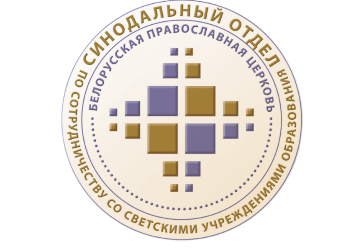 СИНОДАЛЬНЫЙ ОТДЕЛ
ПО СОТРУДНИЧЕСТВУ СО СВЕТСКИМИ УЧРЕЖДЕНИЯМИ ОБРАЗОВАНИЯ
БЕЛОРУССКАЯ ПРАВОСЛАВНАЯ ЦЕРКОВЬ